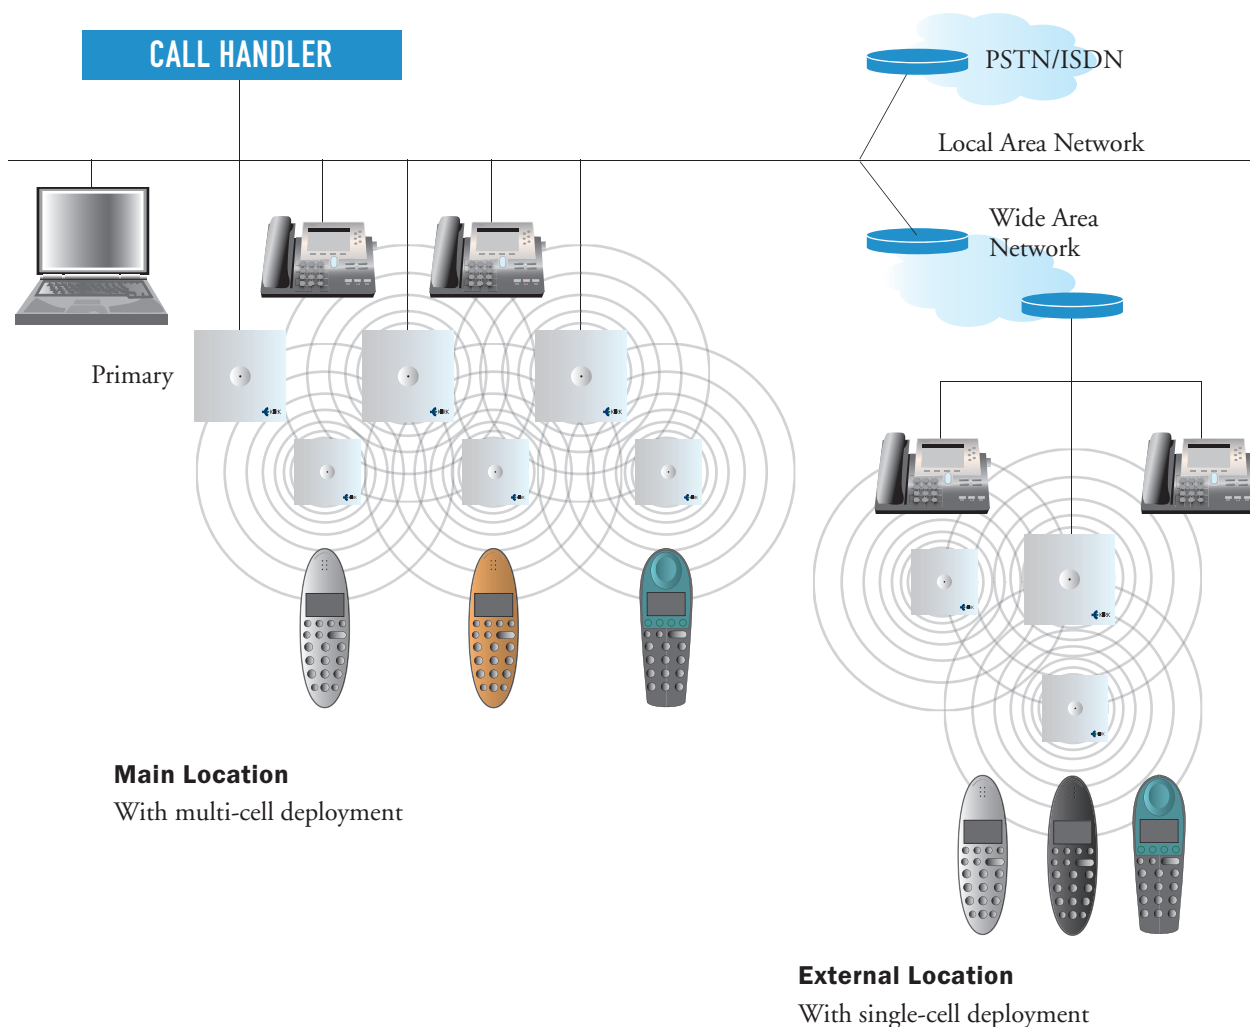 CALL HANDLER
PSTN/ISDN
Local Area Network
Wide Area
Network
Primary
Main Location
With multi-cell deployment
External Location
With single-cell deployment